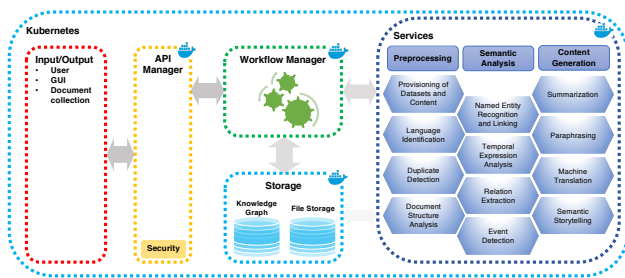 Kubernetes
Input/Output
• User
• GUI
• Document
collection
API
Manager
Security
Workflow Manager
Storage
Knowledge
Graph
File Storage
Services
Preprocessing
Provisioning of
Datasets and
Content
Language
Identification
Duplicate
Detection
Document
Structure
Analysis
Semantic
Analysis
Named Entity
Recognition
and Linking
Temporal
Expression
Analysis
Relation
Extraction
Event
Detection
Content
Generation
Summarization
Paraphrasing
Machine
Translation
Semantic
Storytelling